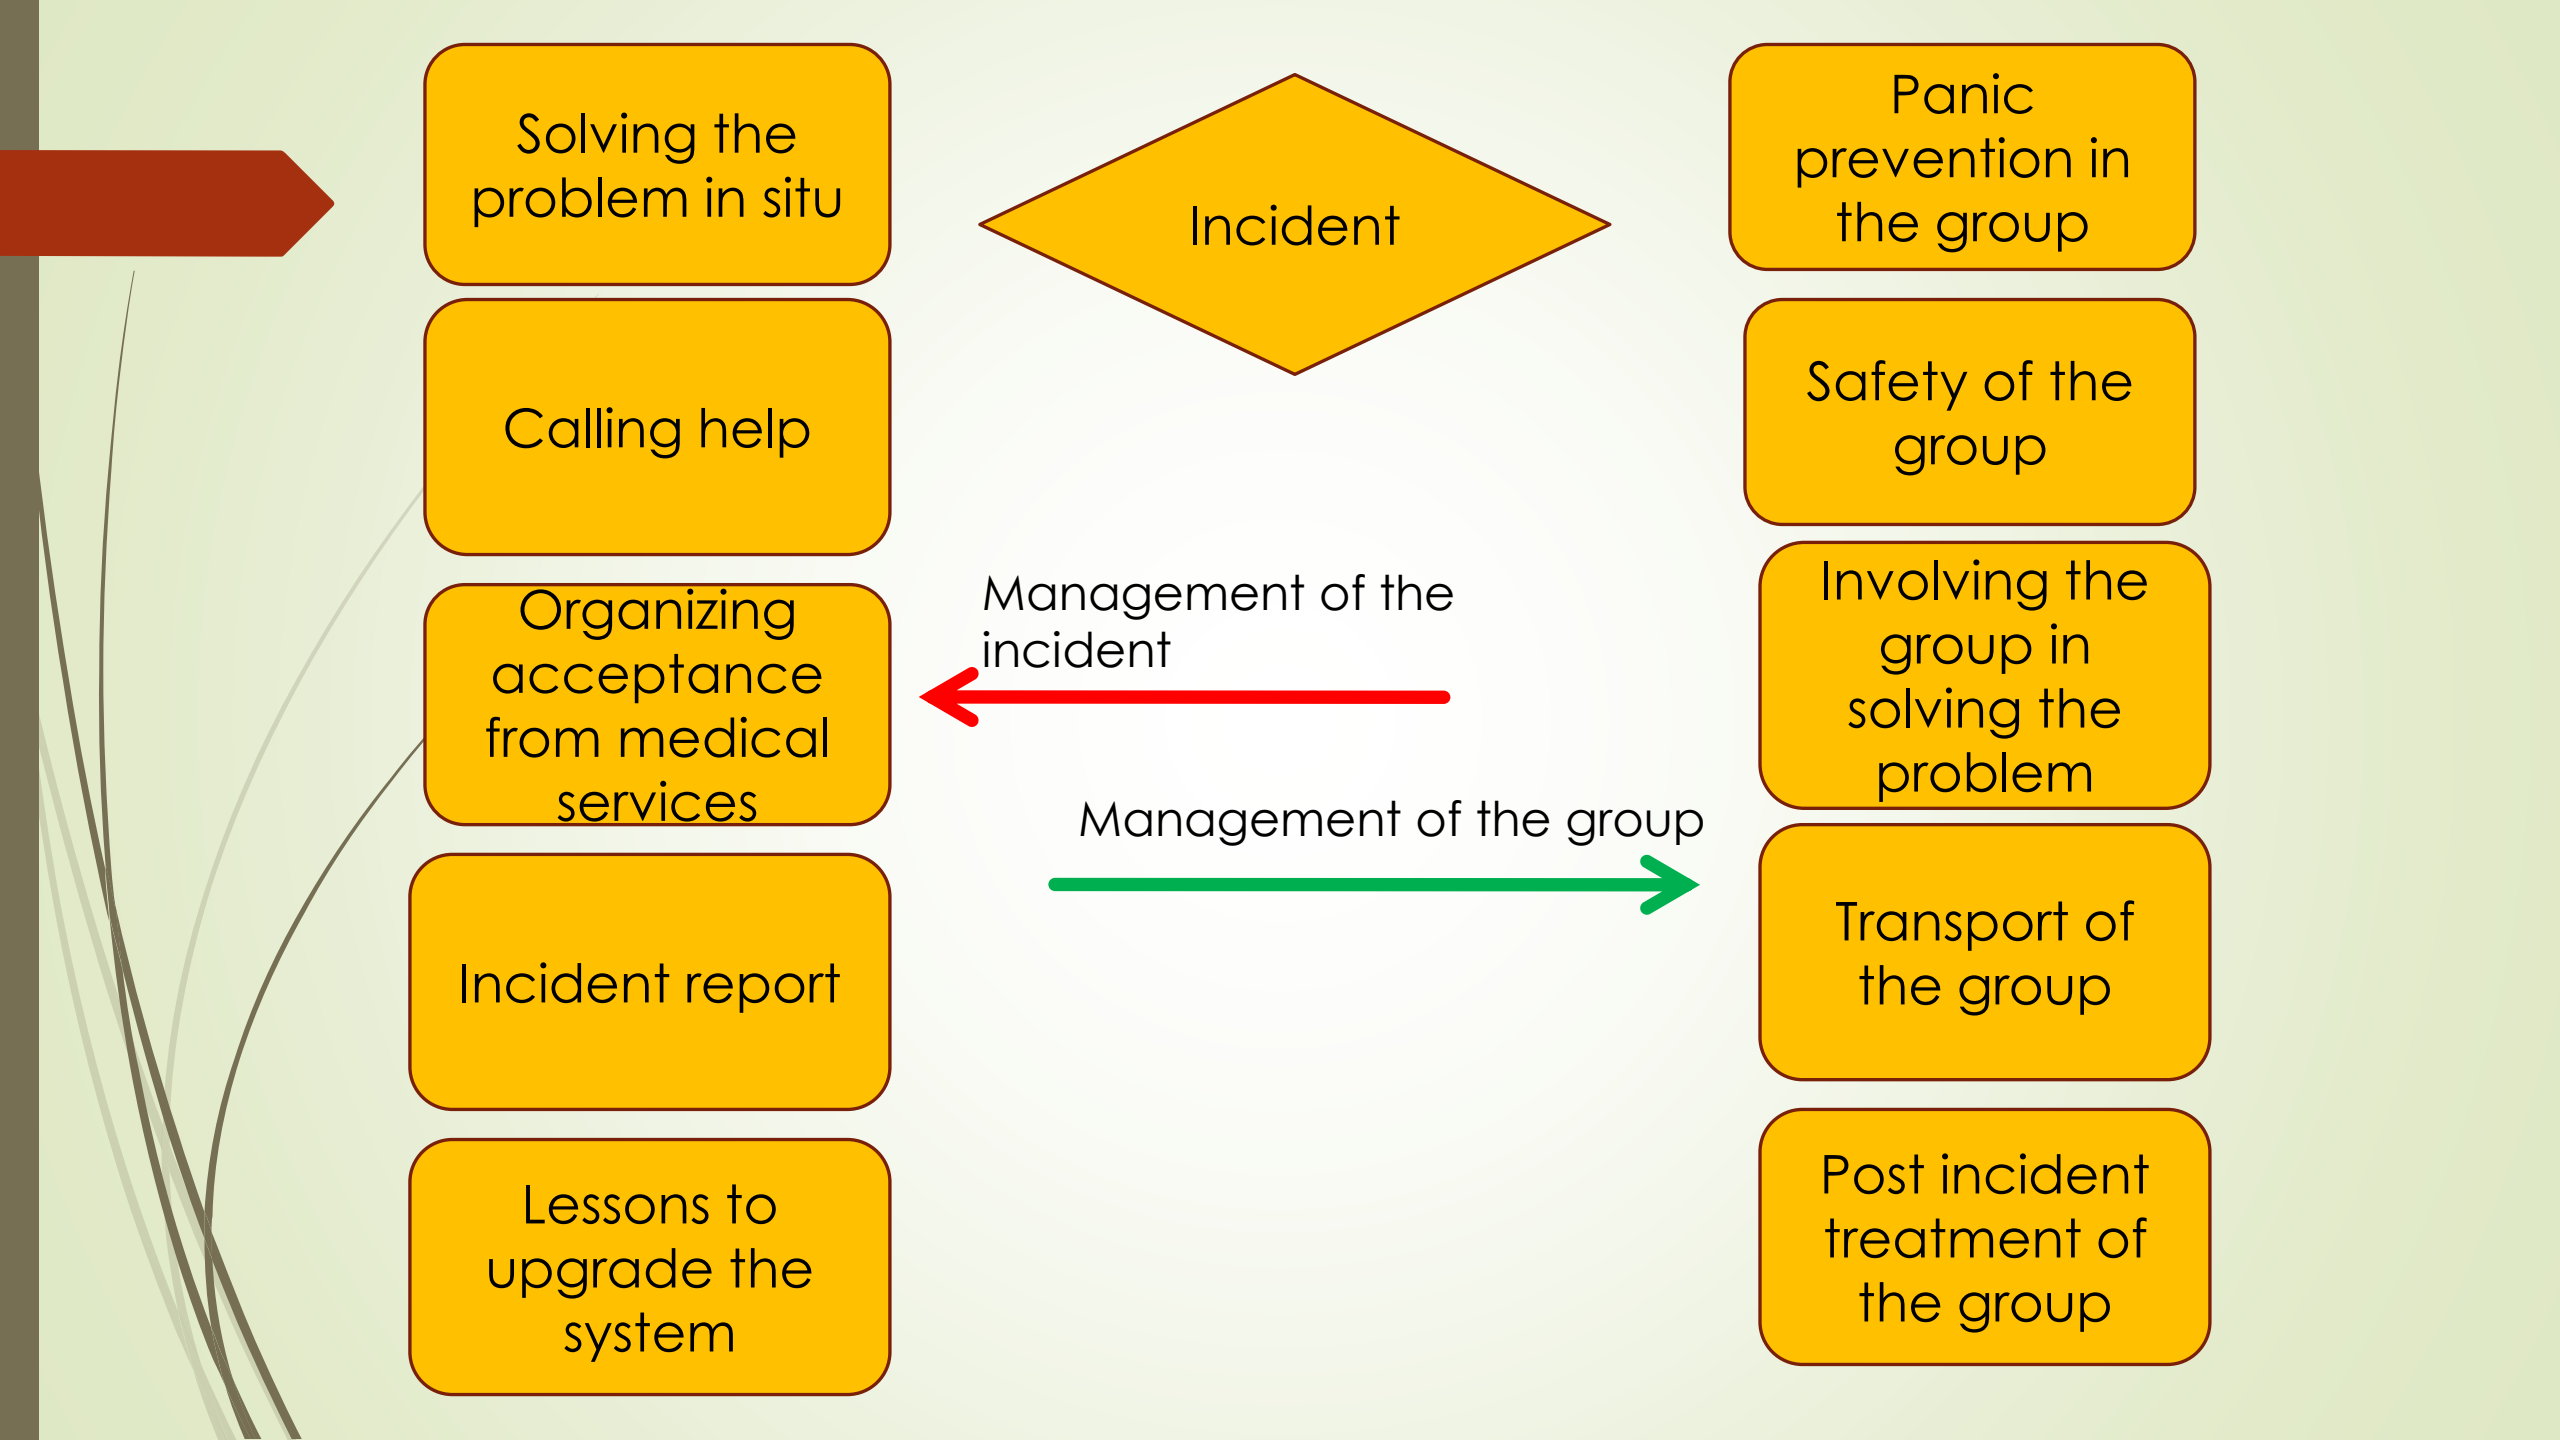 Solving the
problem in situ
Calling help
Organizing
acceptance
from medical
services
Incident report
Lessons to
upgrade the
system
Incident
Management of the
incident
Management of the group
Panic
prevention in
the group
Safety of the
group
Involving the
group in
solving the
problem
Transport of
the group
Post incident
treatment of
the group